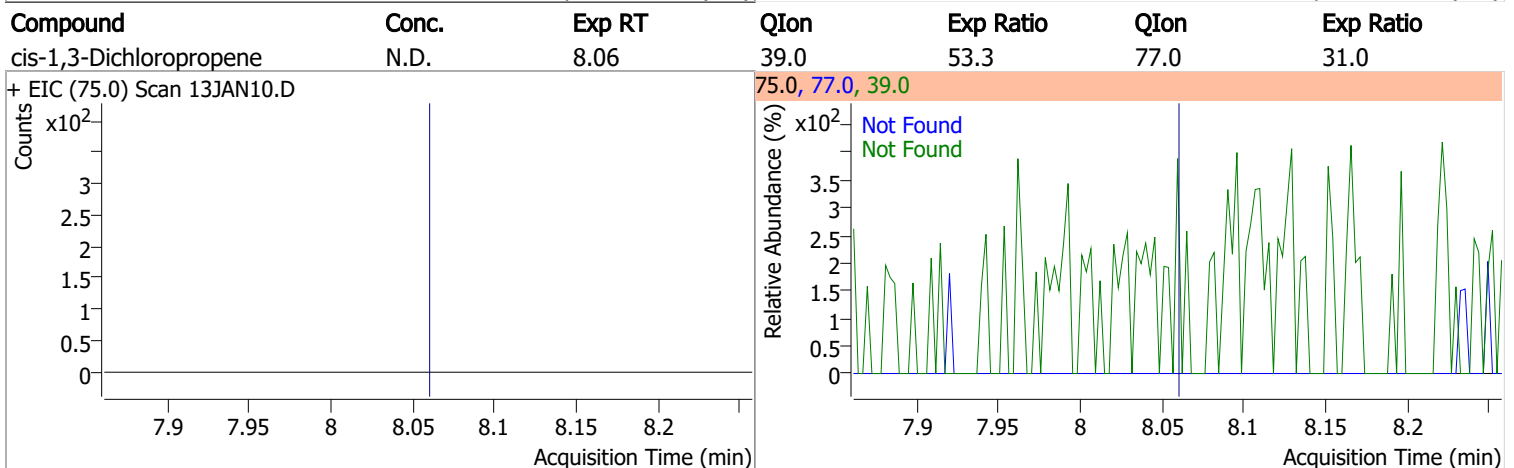 Compound Conc. Exp RT QIon Exp Ratio QIon Exp Ratio
cis-1,3-Dichloropropene N.D. 8.06 39.0 53.3 77.0 31.0
+ EIC (75.0) Scan 13JAN10.D
Counts
x10²
3
2.5
2
1.5
1
0.5
0
7.9 7.95 8 8.05 8.1 8.15 8.2
Acquisition Time (min)
75.0, 77.0, 39.0
Relative Abundance (%)
x10²
Not Found
Not Found
3.5
3
2.5
2
1.5
1
0.5
0
7.9 7.95 8 8.05 8.1 8.15 8.2
Acquisition Time (min)